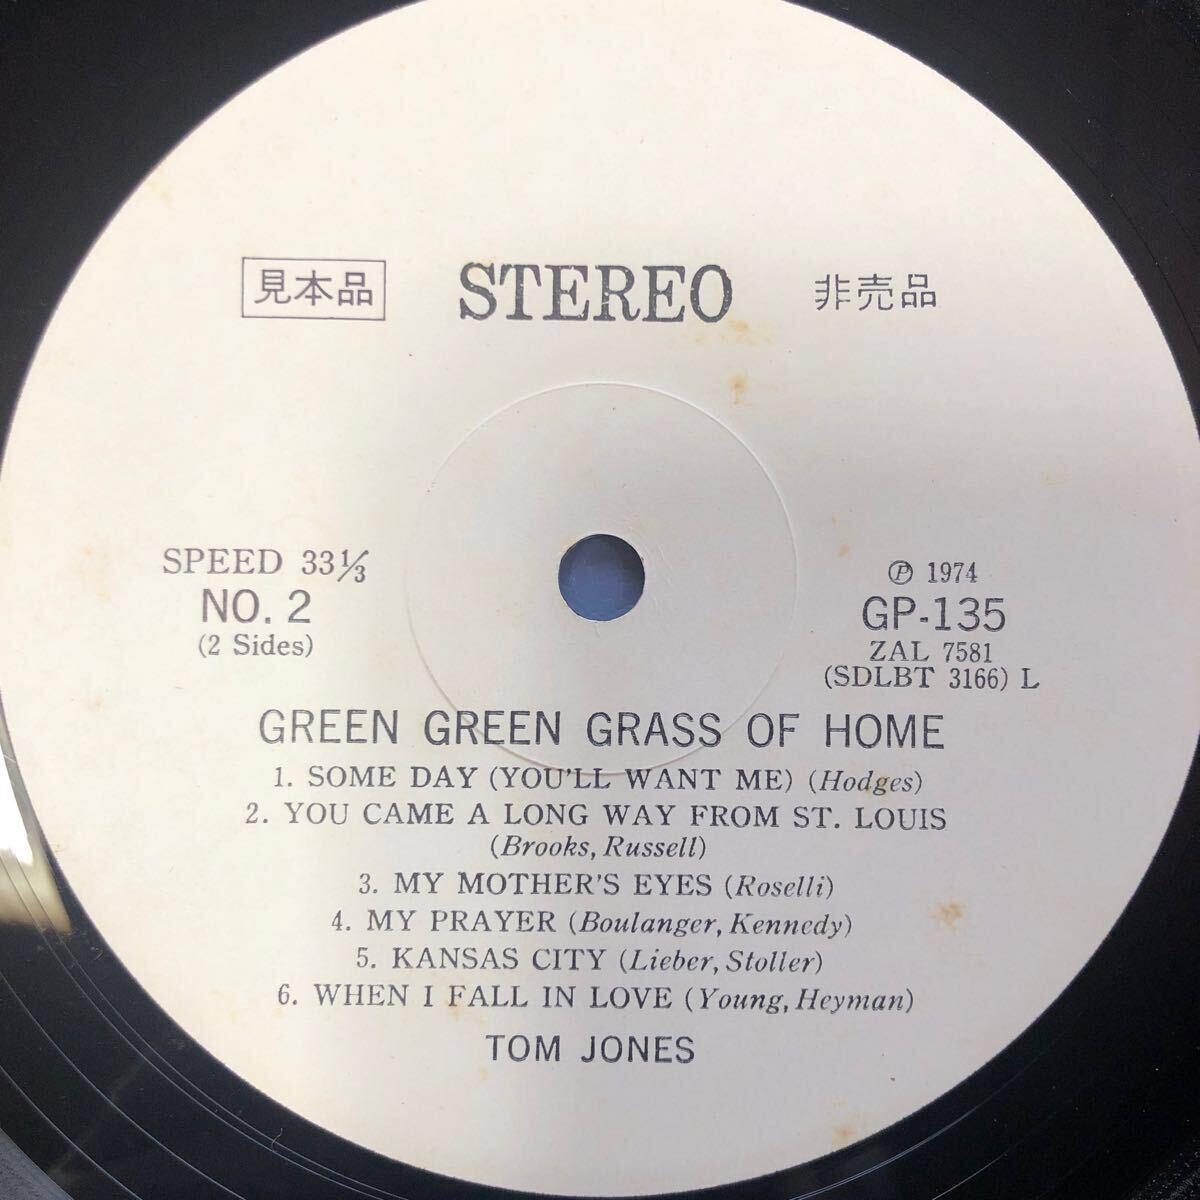 見本品 STEREO 非売品
SPEED 33⅓
NO. 2
(2 Sides)
Ⓟ 1974
GP-135
ZAL 7581
(SDLBT 3166) L
GREEN GREEN GRASS OF HOME
1. SOME DAY (YOU'LL WANT ME) (Hodges)
2. YOU CAME A LONG WAY FROM ST. LOUIS
(Brooks, Russell)
3. MY MOTHER'S EYES (Roselli)
4. MY PRAYER (Boulanger, Kennedy)
5. KANSAS CITY (Lieber, Stoller)
6. WHEN I FALL IN LOVE (Young, Heyman)
TOM JONES